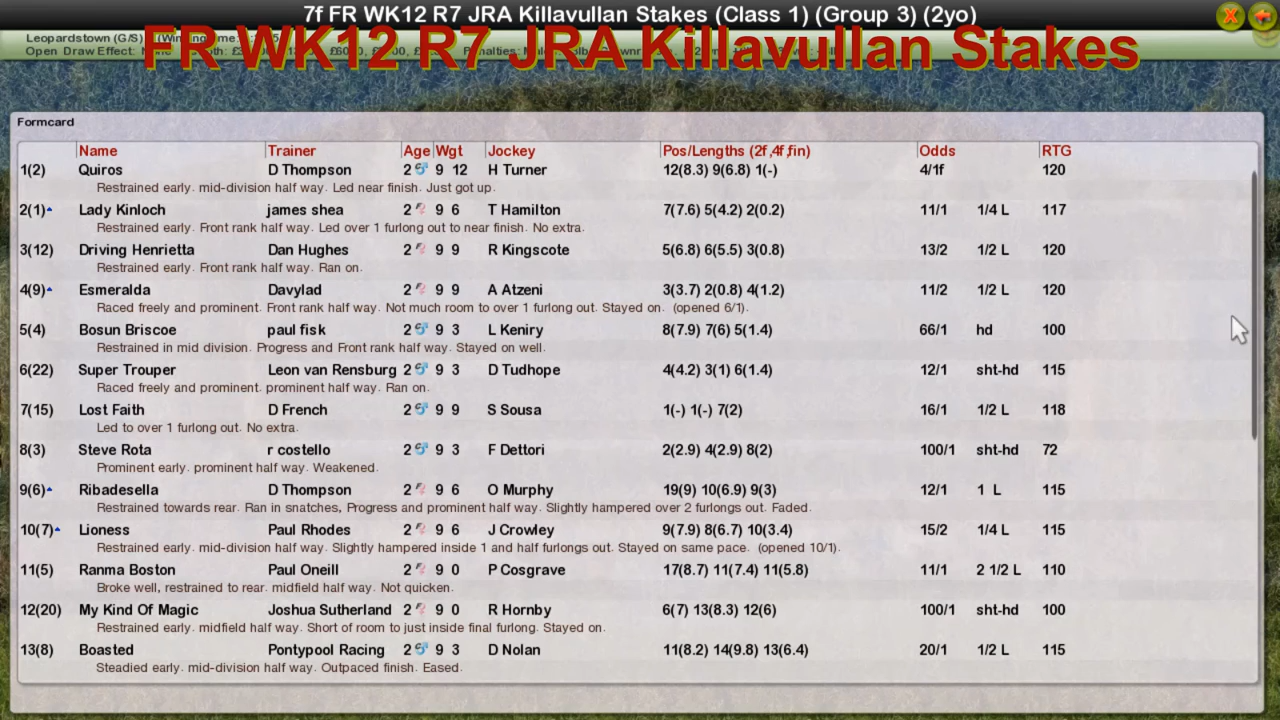 7f FR WK12 R7 JRA Killavullan Stakes (Class 1) (Group 3) (2yo)
Leopardstown (G/S)
FR WK12 R7 JRA Killavullan Stakes
Open Draw Effect:
Formcard
Name Trainer Age Wgt Jockey Pos/Lengths (2f,4f,fin) Odds RTG
1(2) Quiros D Thompson 2 9 12 H Turner 12(8.3) 9(6.8) 1(-) 4/1f 120
Restrained early. mid-division half way. Led near finish. Just got up.
2(1) Lady Kinloch james shea 2 9 6 T Hamilton 7(7.6) 5(4.2) 2(0.2) 11/1 1/4 L 117
Restrained early. Front rank half way. Led over 1 furlong out to near finish. No extra.
3(12) Driving Henrietta Dan Hughes 2 9 9 R Kingscote 5(6.8) 6(5.5) 3(0.8) 13/2 1/2 L 120
Restrained early. Front rank half way. Ran on.
4(9) Esmeralda Davylad 2 9 9 A Atzeni 3(3.7) 2(0.8) 4(1.2) 11/2 1/2 L 120
Raced freely and prominent. Front rank half way. Not much room to over 1 furlong out. Stayed on. (opened 6/1).
5(4) Bosun Briscoe paul fisk 2 9 3 L Keniry 8(7.9) 7(6) 5(1.4) 66/1 hd 100
Restrained in mid division. Progress and Front rank half way. Stayed on well.
6(22) Super Trouper Leon van Rensburg 2 9 3 D Tudhope 4(4.2) 3(1) 6(1.4) 12/1 sht-hd 115
Raced freely and prominent. prominent half way. Ran on.
7(15) Lost Faith D French 2 9 9 S Sousa 1(-) 1(-) 7(2) 16/1 1/2 L 118
Led to over 1 furlong out. No extra.
8(3) Steve Rota r costello 2 9 3 F Dettori 2(2.9) 4(2.9) 8(2) 100/1 sht-hd 72
Prominent early. prominent half way. Weakened.
9(6) Ribadesella D Thompson 2 9 6 O Murphy 19(9) 10(6.9) 9(3) 12/1 1 L 115
Restrained towards rear. Ran in snatches, Progress and prominent half way. Slightly hampered over 2 furlongs out. Faded.
10(7) Lioness Paul Rhodes 2 9 6 J Crowley 9(7.9) 8(6.7) 10(3.4) 15/2 1/4 L 115
Restrained early. mid-division half way. Slightly hampered inside 1 and half furlongs out. Stayed on same pace. (opened 10/1).
11(5) Ranma Boston Paul Oneill 2 9 0 P Cosgrave 17(8.7) 11(7.4) 11(5.8) 11/1 2 1/2 L 110
Broke well, restrained to rear. midfield half way. Not quicken.
12(20) My Kind Of Magic Joshua Sutherland 2 9 0 R Hornby 6(7) 13(8.3) 12(6) 100/1 sht-hd 100
Restrained early. midfield half way. Short of room to just inside final furlong. Stayed on.
13(8) Boasted Pontypool Racing 2 9 3 D Nolan 11(8.2) 14(9.8) 13(6.4) 20/1 1/2 L 115
Steadied early. mid-division half way. Outpaced finish. Eased.